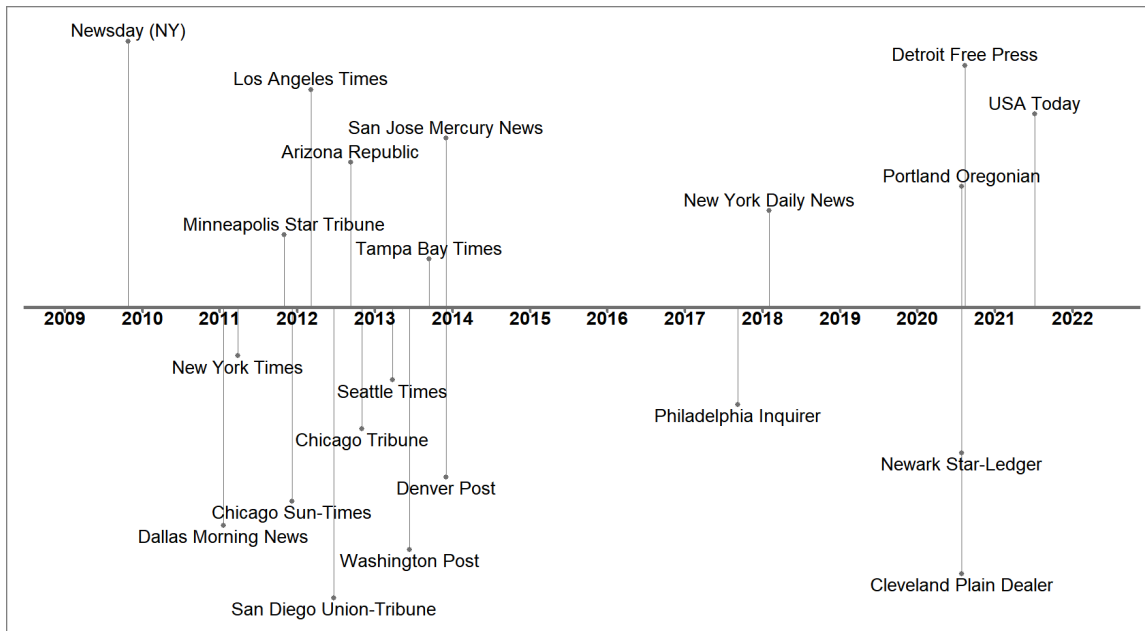 Newsday (NY)
Detroit Free Press
Los Angeles Times
USA Today
San Jose Mercury News
Arizona Republic
Portland Oregonian
New York Daily News
Minneapolis Star Tribune
Tampa Bay Times
2009 2010 2011 2012 2013 2014 2015 2016 2017 2018 2019 2020 2021 2022
New York Times
Seattle Times
Philadelphia Inquirer
Chicago Tribune
Newark Star-Ledger
Denver Post
Chicago Sun-Times
Dallas Morning News
Washington Post
Cleveland Plain Dealer
San Diego Union-Tribune